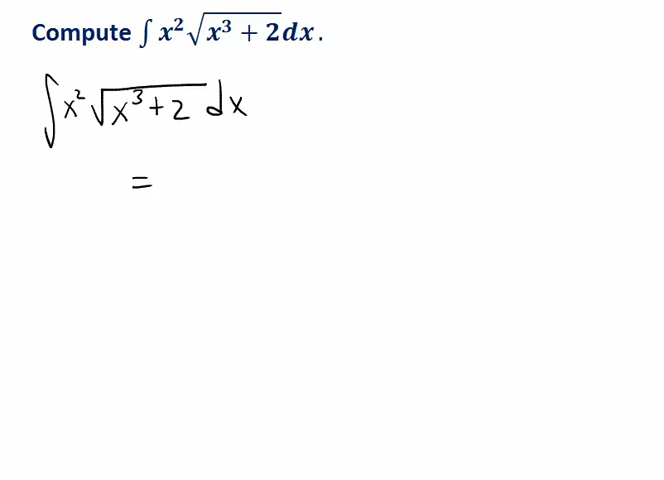 Compute ∫ x² √(x³ + 2) dx.
∫ x² √(x³ + 2) dx
=